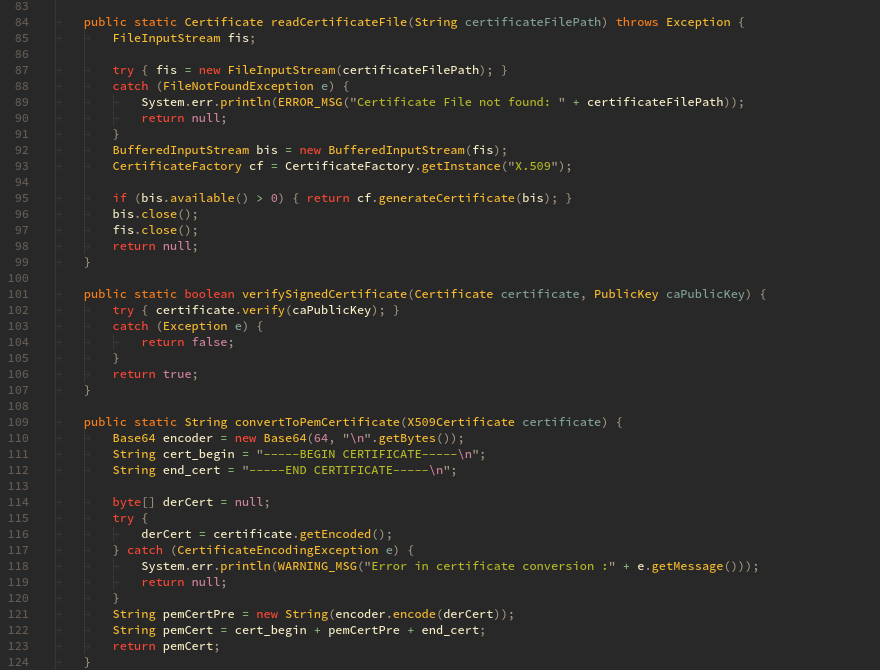 83
84 public static Certificate readCertificateFile(String certificateFilePath) throws Exception {
85 FileInputStream fis;
86
87 try { fis = new FileInputStream(certificateFilePath); }
88 catch (FileNotFoundException e) {
89 System.err.println(ERROR_MSG("Certificate File not found: " + certificateFilePath));
90 return null;
91 }
92 BufferedInputStream bis = new BufferedInputStream(fis);
93 CertificateFactory cf = CertificateFactory.getInstance("X.509");
94
95 if (bis.available() > 0) { return cf.generateCertificate(bis); }
96 bis.close();
97 fis.close();
98 return null;
99 }
100
101 public static boolean verifySignedCertificate(Certificate certificate, PublicKey caPublicKey) {
102 try { certificate.verify(caPublicKey); }
103 catch (Exception e) {
104 return false;
105 }
106 return true;
107 }
108
109 public static String convertToPemCertificate(X509Certificate certificate) {
110 Base64 encoder = new Base64(64, "\n".getBytes());
111 String cert_begin = "-----BEGIN CERTIFICATE-----\n";
112 String end_cert = "-----END CERTIFICATE-----\n";
113
114 byte[] derCert = null;
115 try {
116 derCert = certificate.getEncoded();
117 } catch (CertificateEncodingException e) {
118 System.err.println(WARNING_MSG("Error in certificate conversion :" + e.getMessage()));
119 return null;
120 }
121 String pemCertPre = new String(encoder.encode(derCert));
122 String pemCert = cert_begin + pemCertPre + end_cert;
123 return pemCert;
124 }